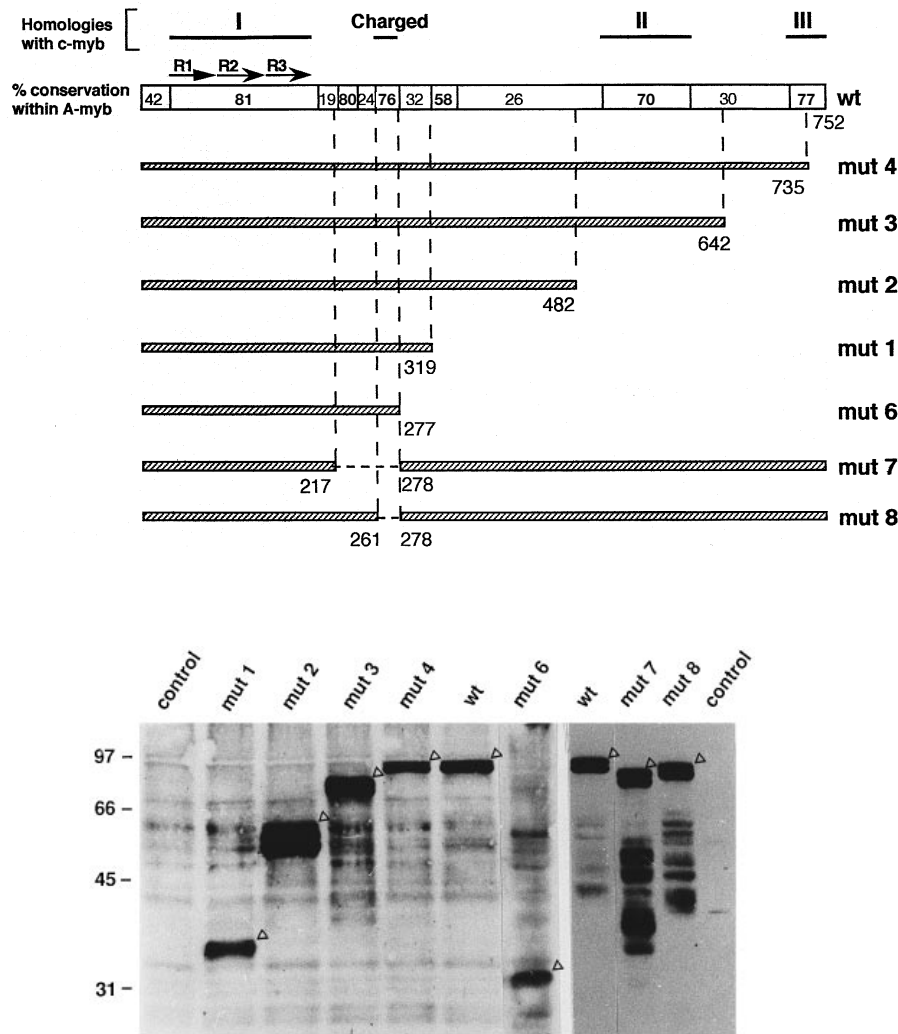 Homologies with c-myb
I Charged II III
R1 R2 R3
% conservation within A-myb
42 81 19 80 24 76 32 58 26 70 30 77 wt
752
mut 4
735
mut 3
642
mut 2
482
mut 1
319
mut 6
277
mut 7
217 278
mut 8
261 278
control mut 1 mut 2 mut 3 mut 4 wt mut 6 wt mut 7 mut 8 control
97
66
45
31